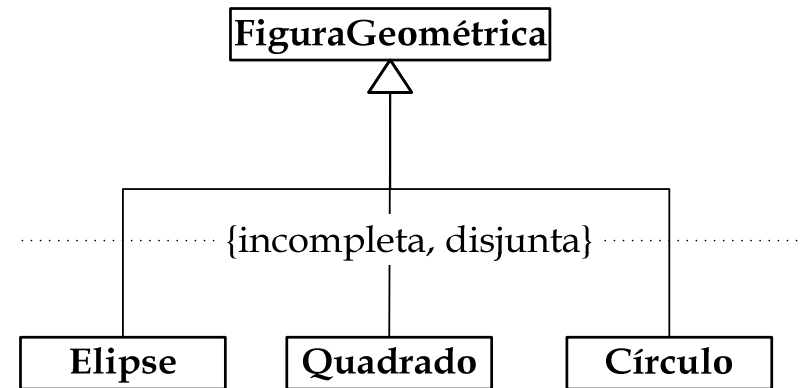 FiguraGeométrica
{incompleta, disjunta}
Elipse
Quadrado
Círculo